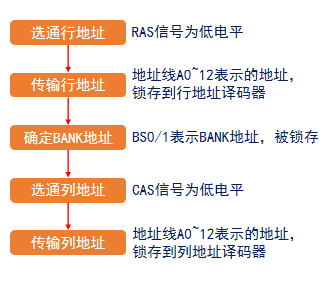 选通行地址 RAS信号为低电平
传输行地址 地址线A0~12表示的地址，
锁存到行地址译码器
确定BANK地址 BS0/1表示BANK地址，被锁存
选通列地址 CAS信号为低电平
传输列地址 地址线A0~12表示的地址，
锁存到列地址译码器